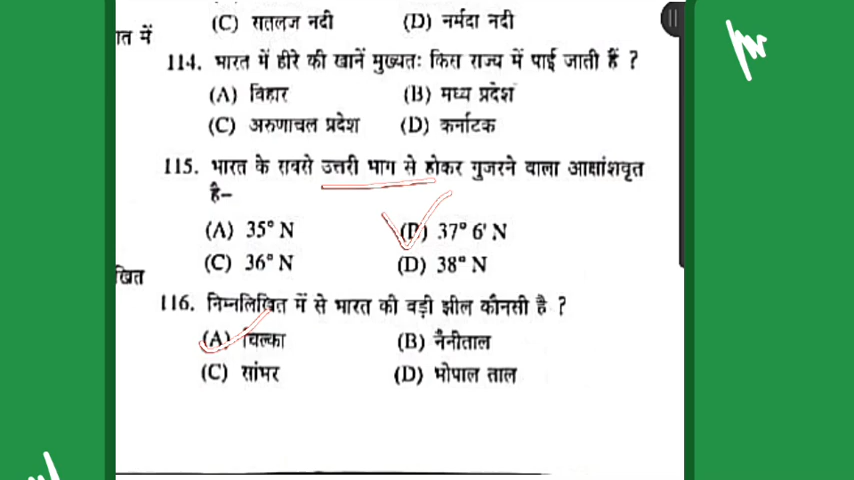 (C) सतलज नदी (D) नर्मदा नदी
ात में
114. भारत में हीरे की खानें मुख्यतः किस राज्य में पाई जाती हैं ?
(A) बिहार (B) मध्य प्रदेश
(C) अरुणाचल प्रदेश (D) कर्नाटक
115. भारत के सबसे उत्तरी भाग से होकर गुजरने वाला आक्षांशवृत
है–
(A) 35° N (B) 37° 6' N
(C) 36° N (D) 38° N
खित
116. निम्नलिखित में से भारत की बड़ी झील कौनसी है ?
(A) चिल्का (B) नैनीताल
(C) सांभर (D) भोपाल ताल